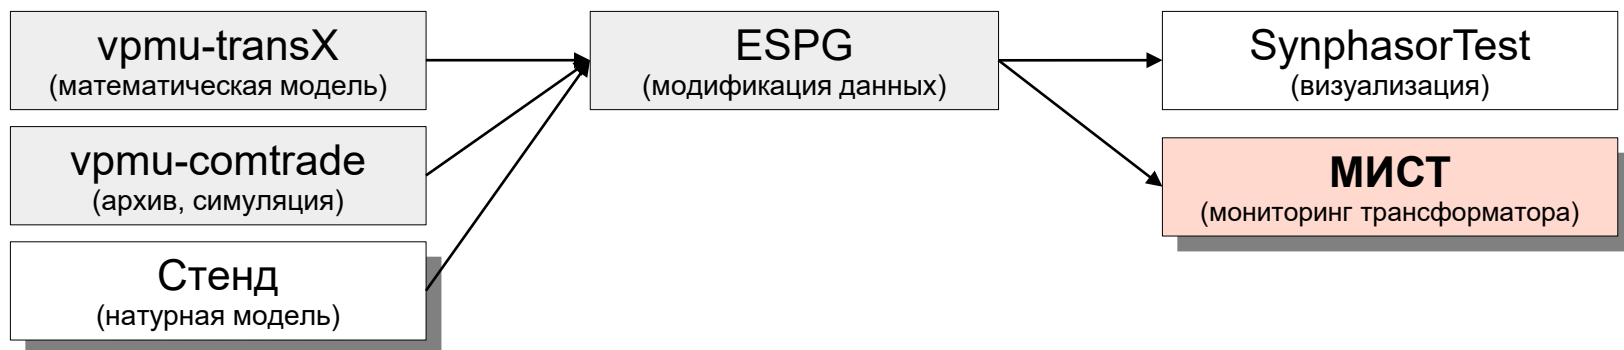 vpmu-transX
(математическая модель)
vpmu-comtrade
(архив, симуляция)
Стенд
(натурная модель)
ESPG
(модификация данных)
SynphasorTest
(визуализация)
МИСТ
(мониторинг трансформатора)